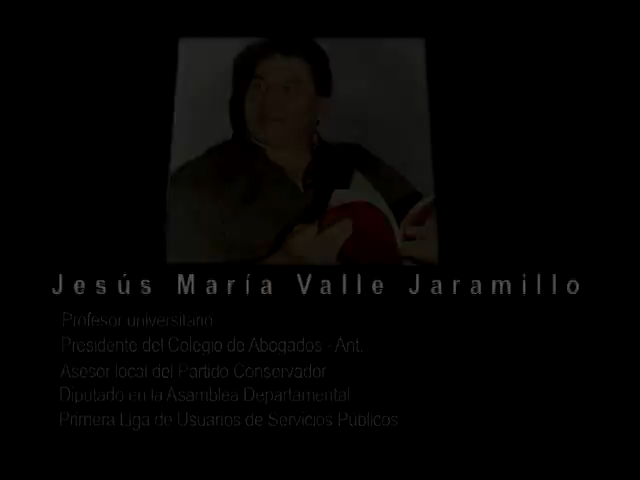 Jesús María Valle Jaramillo
Profesor universitario
Presidente del Colegio de Abogados - Ant.
Asesor local del Partido Conservador
Diputado en la Asamblea Departamental
Primera Liga de Usuarios de Servicios Publicos